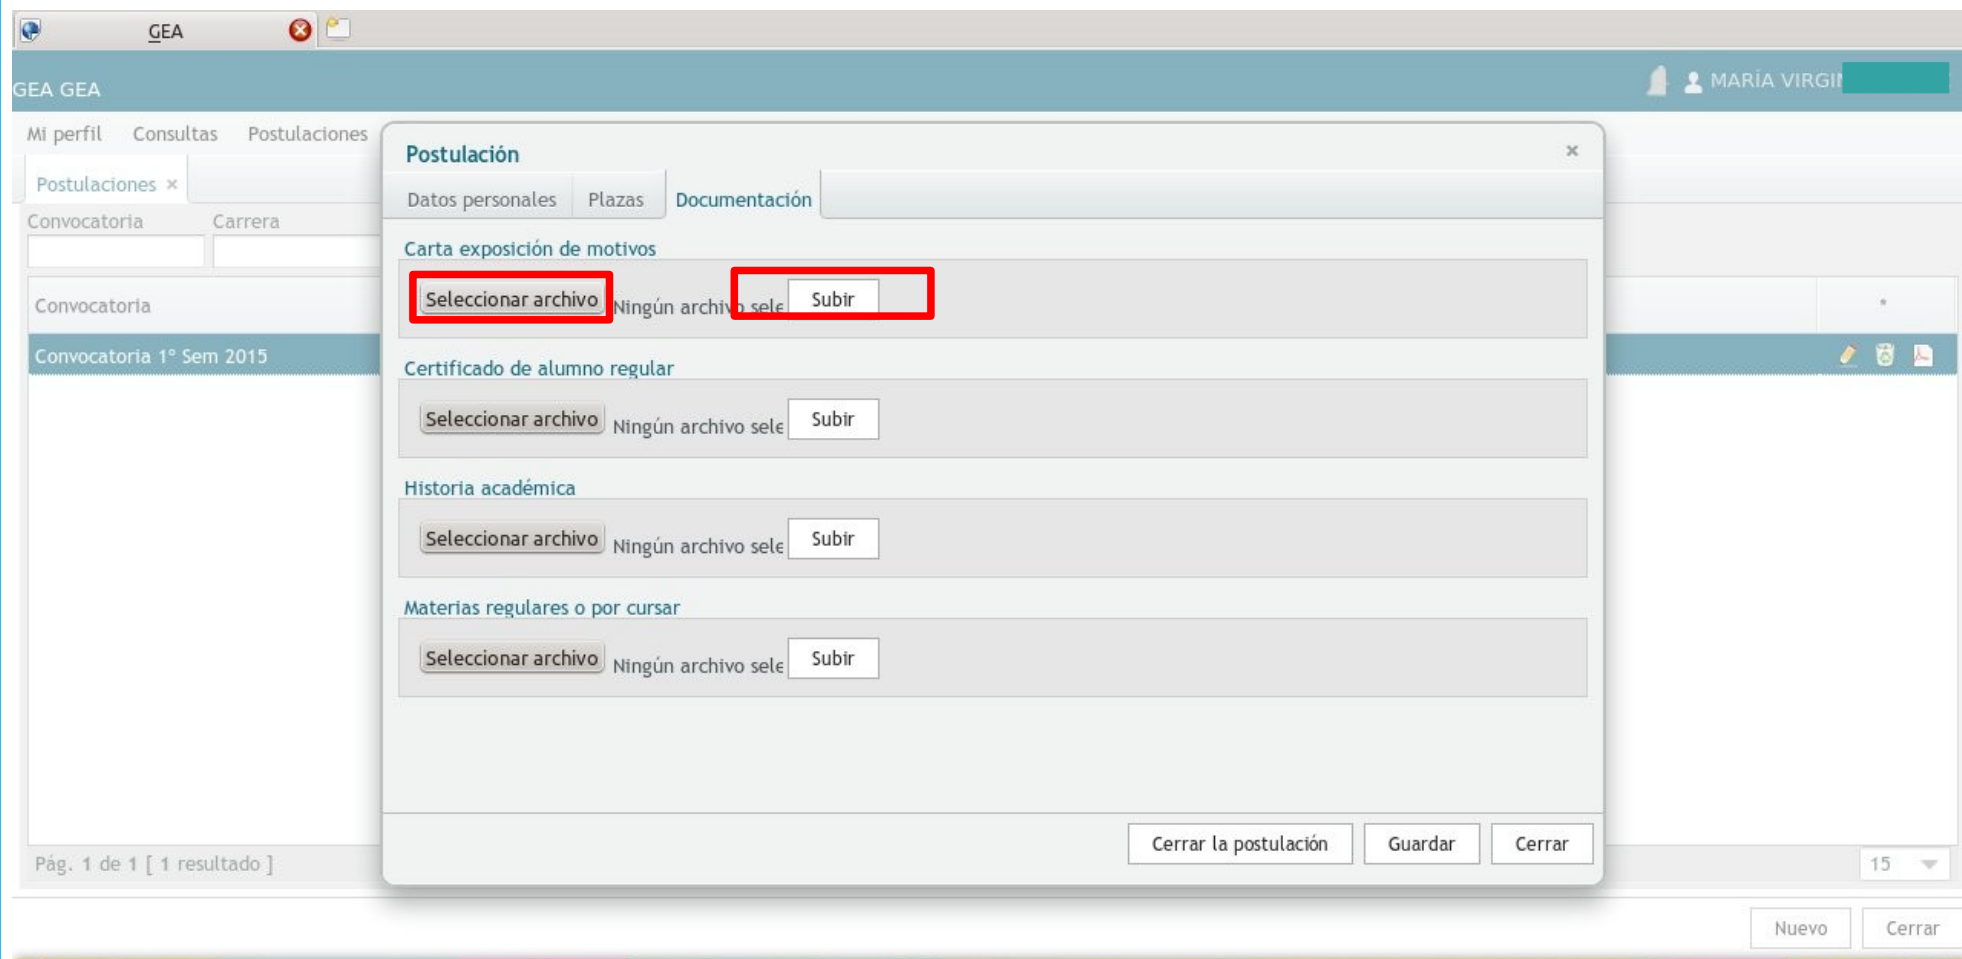 GEA
GEA GEA
MARÍA VIRGI
Mi perfil Consultas Postulaciones
Postulaciones ×
Convocatoria Carrera
Convocatoria
Convocatoria 1º Sem 2015
Postulación ×
Datos personales Plazas Documentación
Carta exposición de motivos
Seleccionar archivo Ningún archivo sele Subir
Certificado de alumno regular
Seleccionar archivo Ningún archivo sele Subir
Historia académica
Seleccionar archivo Ningún archivo sele Subir
Materias regulares o por cursar
Seleccionar archivo Ningún archivo sele Subir
Cerrar la postulación Guardar Cerrar
Pág. 1 de 1 [ 1 resultado ] 15
Nuevo Cerrar